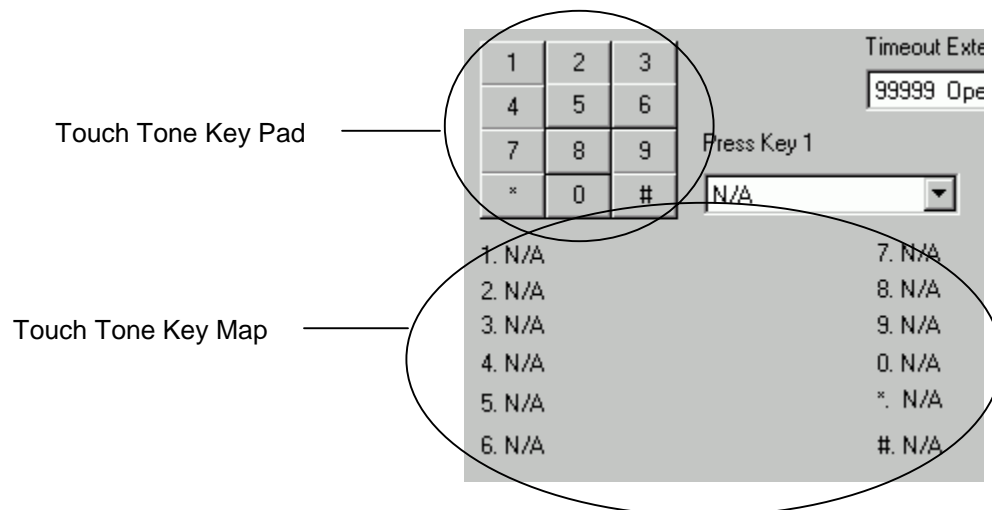 Timeout Exte
1 2 3
99999 Ope
4 5 6
Touch Tone Key Pad
Press Key 1
7 8 9
* 0 #
N/A
1. N/A 7. N/A
2. N/A 8. N/A
Touch Tone Key Map
3. N/A 9. N/A
4. N/A 0. N/A
5. N/A *. N/A
6. N/A #. N/A